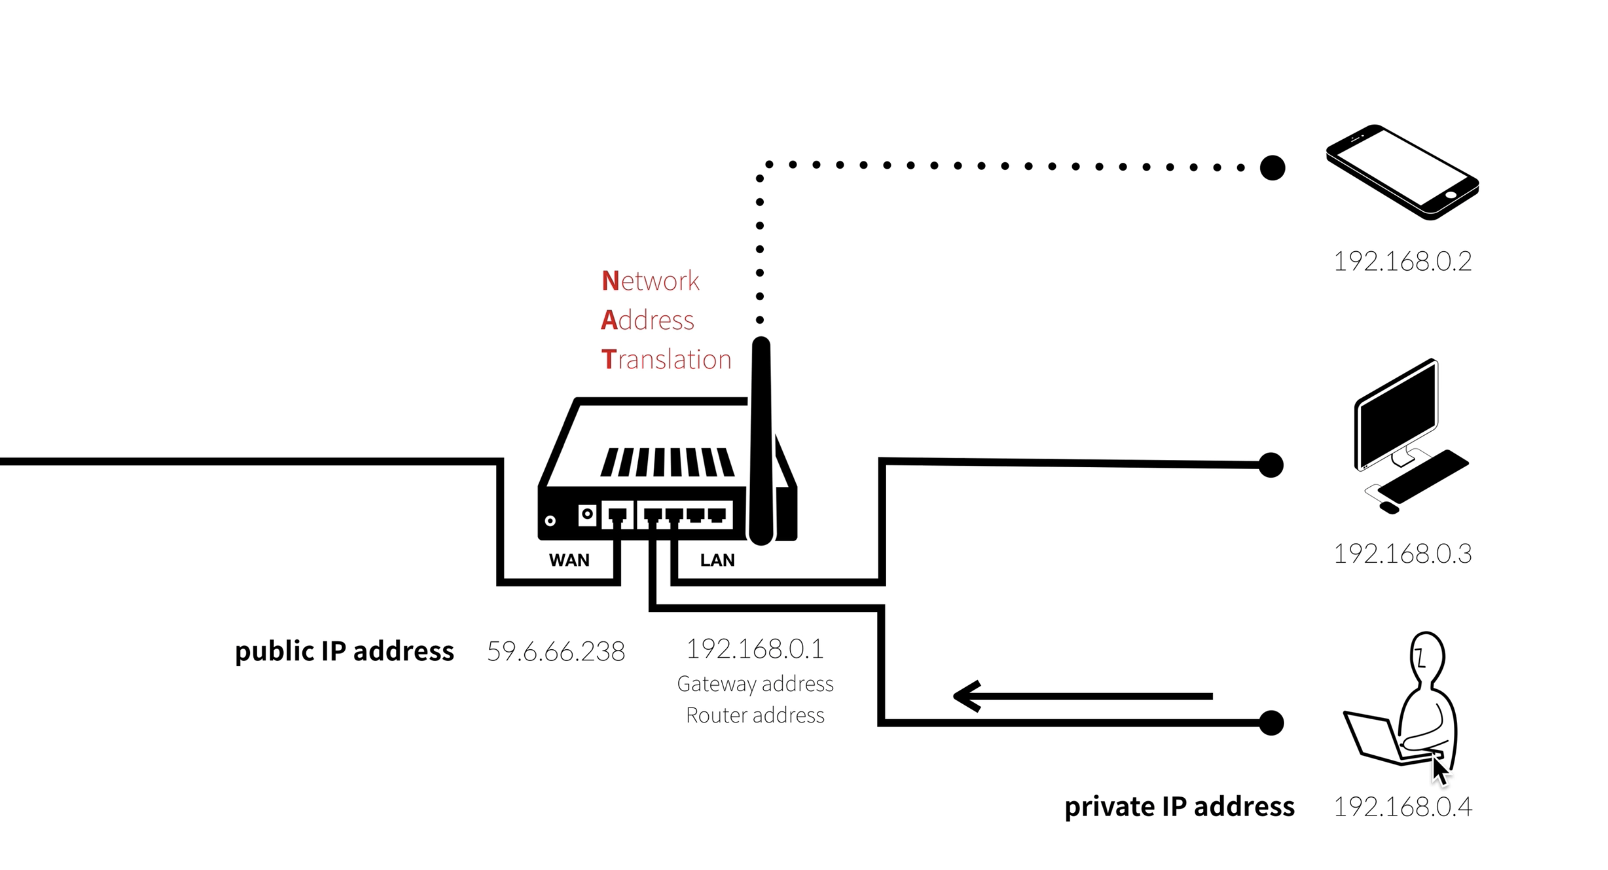 192.168.0.2
Network
Address
Translation
192.168.0.3
WAN
LAN
public IP address 59.6.66.238
192.168.0.1
Gateway address
Router address
private IP address 192.168.0.4